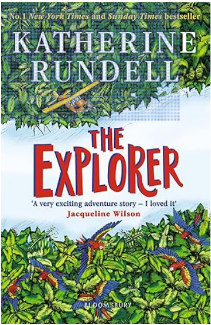 No.1 New York Times and Sunday Times bestseller
KATHERINE
RUNDELL
THE
EXPLORER
'A very exciting adventure story – I loved it'
Jacqueline Wilson
BLOOMSBURY